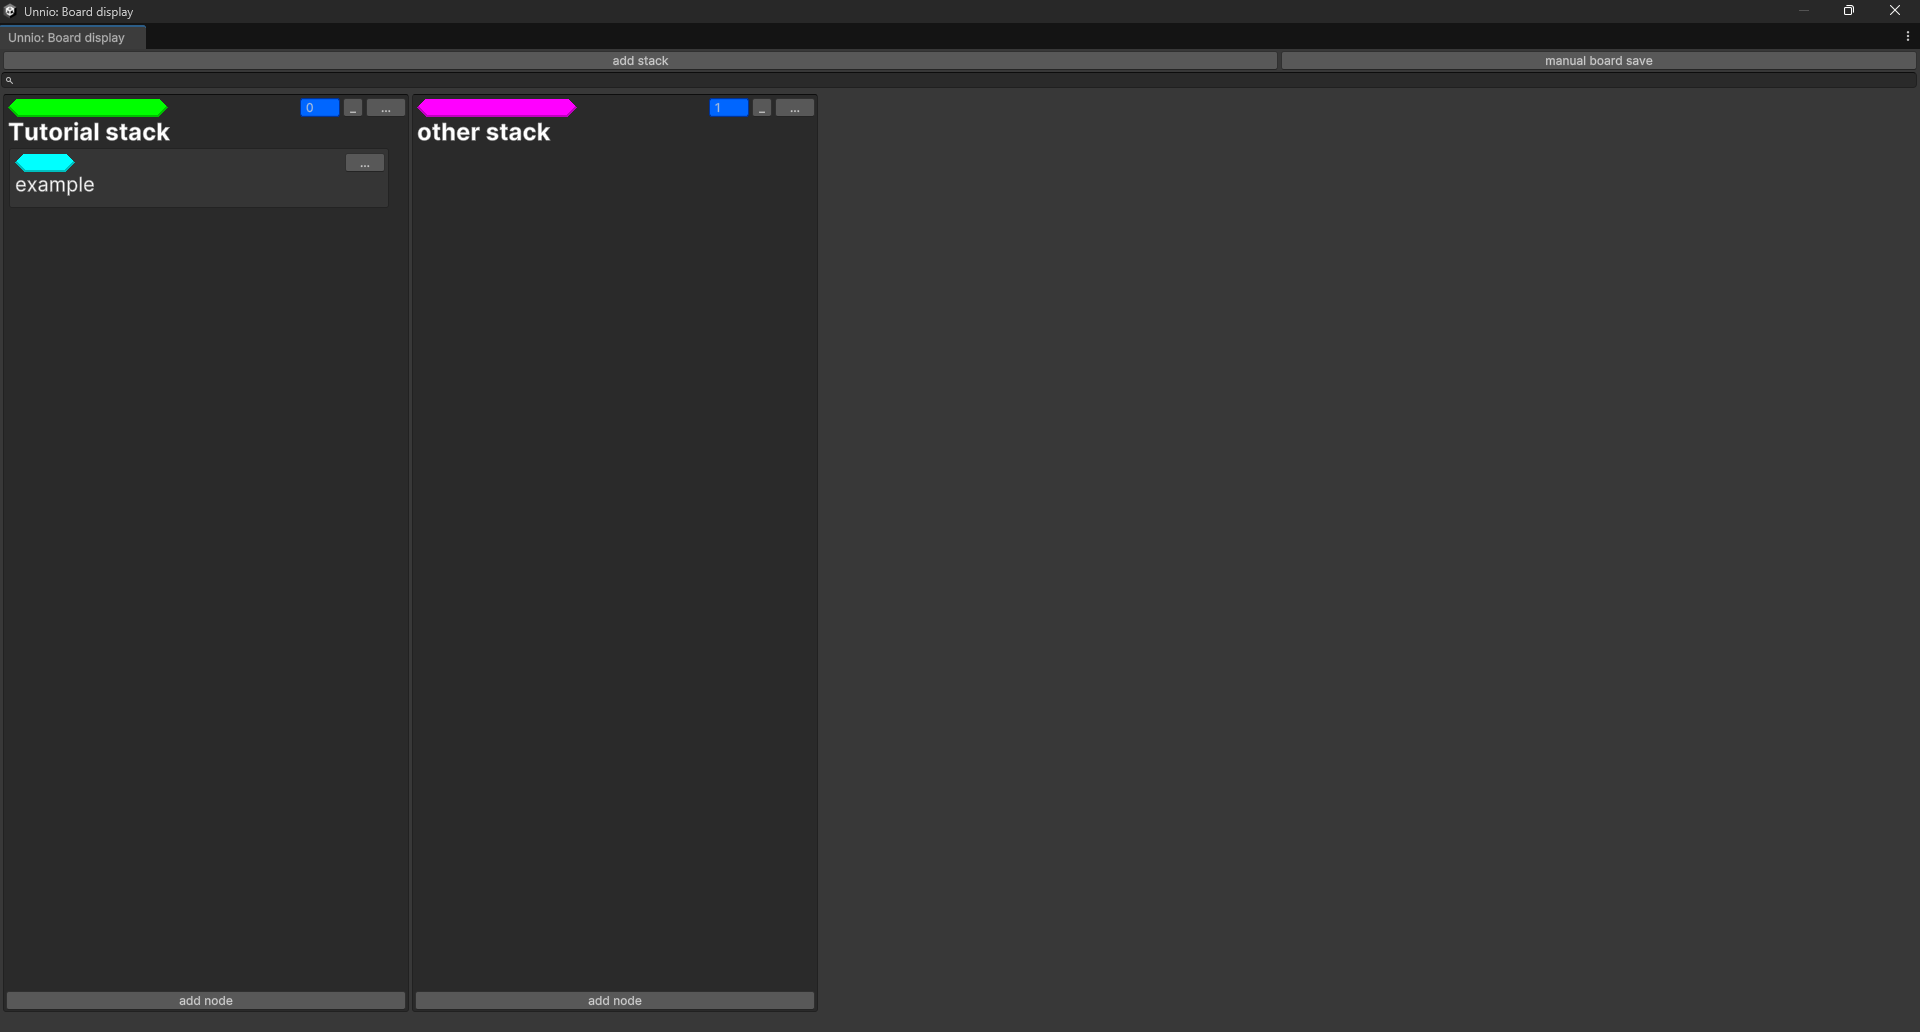 Unnio: Board display
Unnio: Board display
add stack
manual board save
0
_
...
Tutorial stack
...
example
add node
1
_
...
other stack
add node